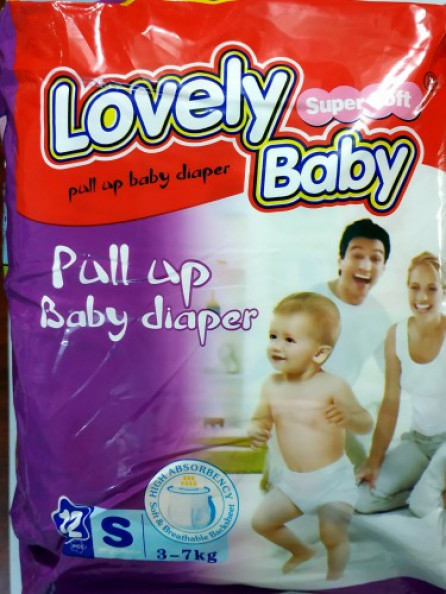 Lovely
Super Soft
Baby
pull up baby diaper
Pull up
Baby diaper
HIGH ABSORBENCY
Soft & Breathable Backsheet
S
3-7kg